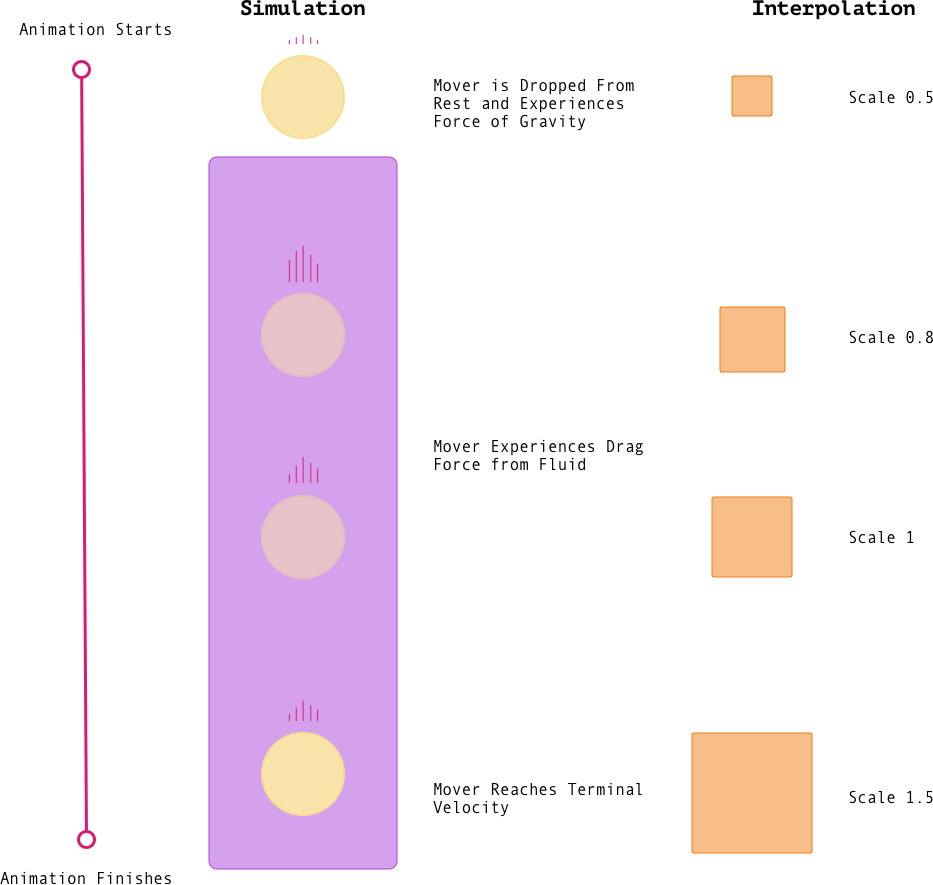 Simulation
Interpolation
Animation Starts
Mover is Dropped From
Rest and Experiences
Force of Gravity
Scale 0.5
Scale 0.8
Mover Experiences Drag
Force from Fluid
Scale 1
Mover Reaches Terminal
Velocity
Scale 1.5
Animation Finishes